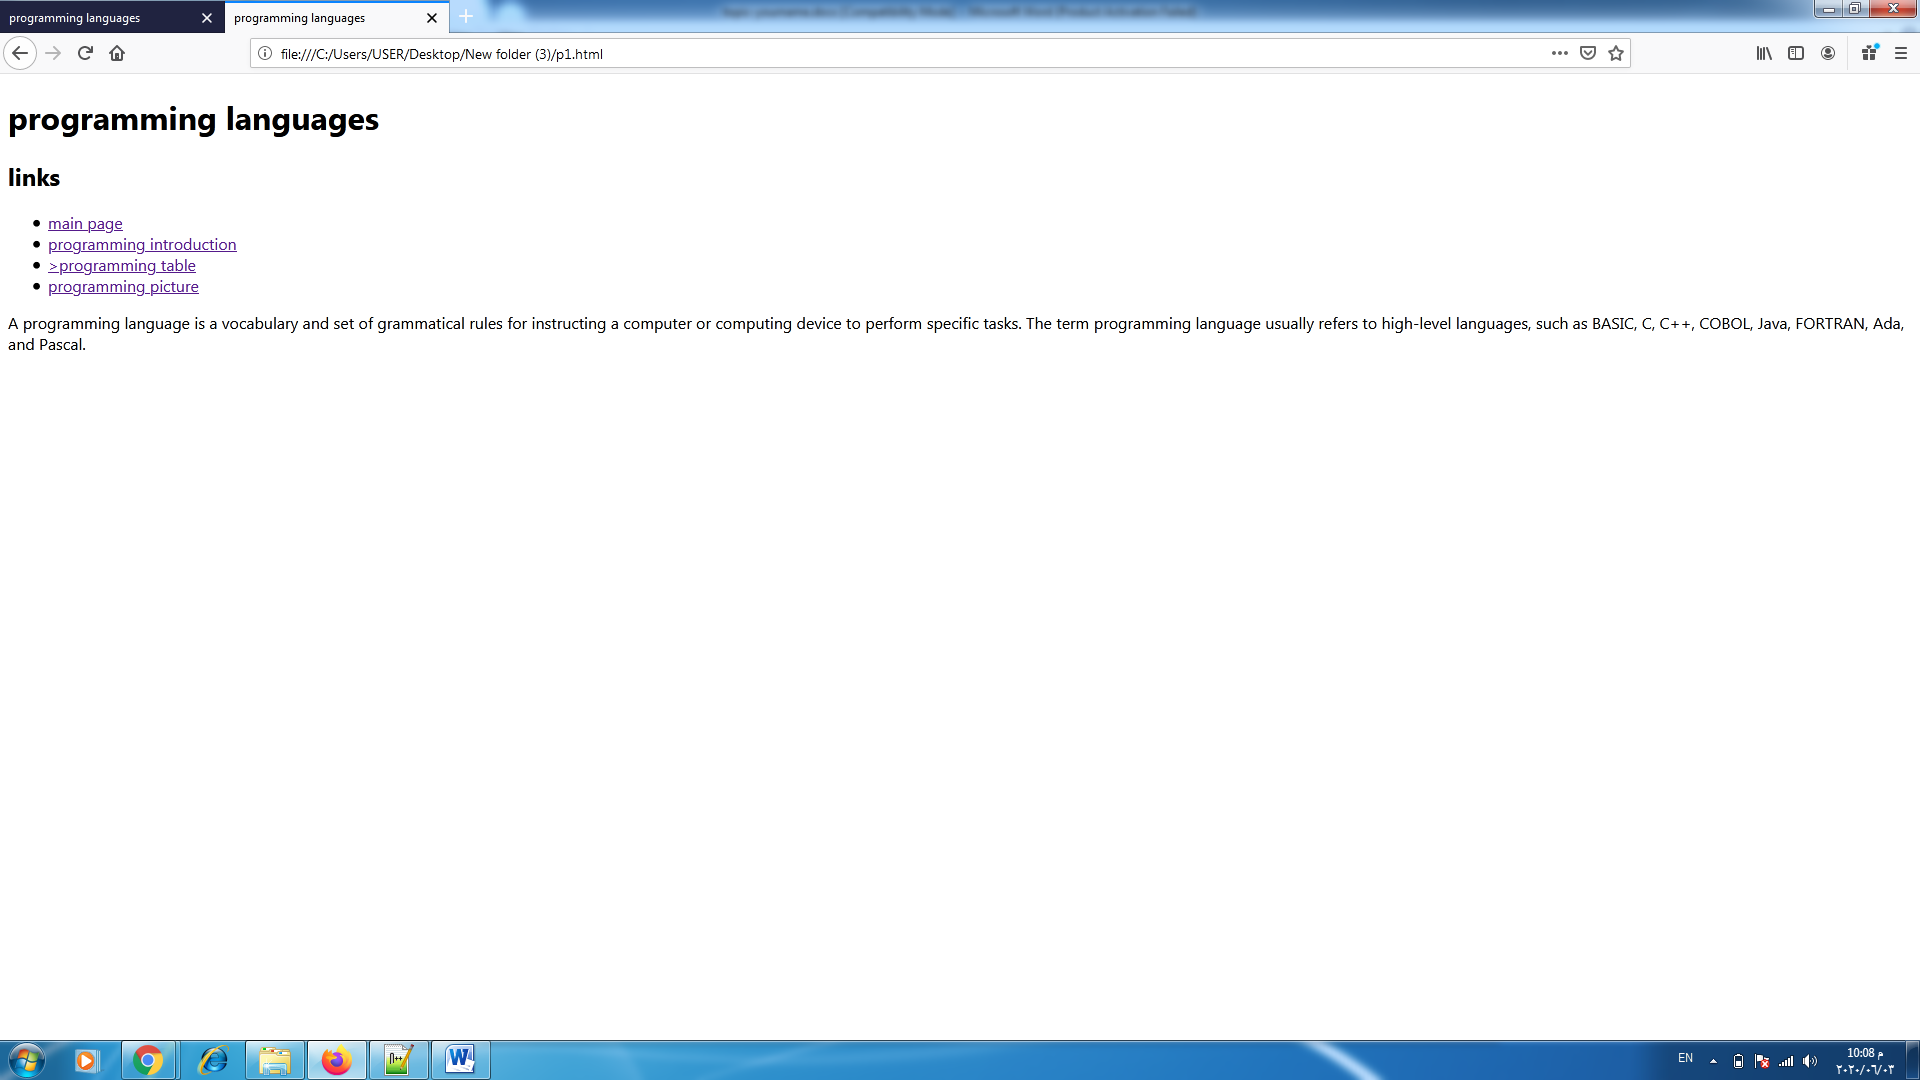 programming languages
programming languages
file:///C:/Users/USER/Desktop/New folder (3)/p1.html
programming languages
links
main page
programming introduction
>programming table
programming picture
A programming language is a vocabulary and set of grammatical rules for instructing a computer or computing device to perform specific tasks. The term programming language usually refers to high-level languages, such as BASIC, C, C++, COBOL, Java, FORTRAN, Ada,
and Pascal.
EN
10:08 م
٢٠٢٠/٠٦/٠٣